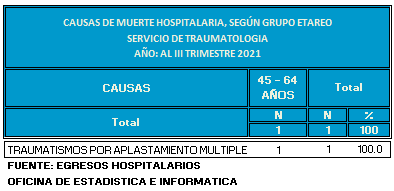 CAUSAS DE MUERTE HOSPITALARIA, SEGÚN GRUPO ETAREO
SERVICIO DE TRAUMATOLOGIA
AÑO: AL III TRIMESTRE 2021
CAUSAS 45 – 64 AÑOS Total
Total N N %
1 1 100
TRAUMATISMOS POR APLASTAMIENTO MULTIPLE 1 1 100.0
FUENTE: EGRESOS HOSPITALARIOS
OFICINA DE ESTADISTICA E INFORMATICA